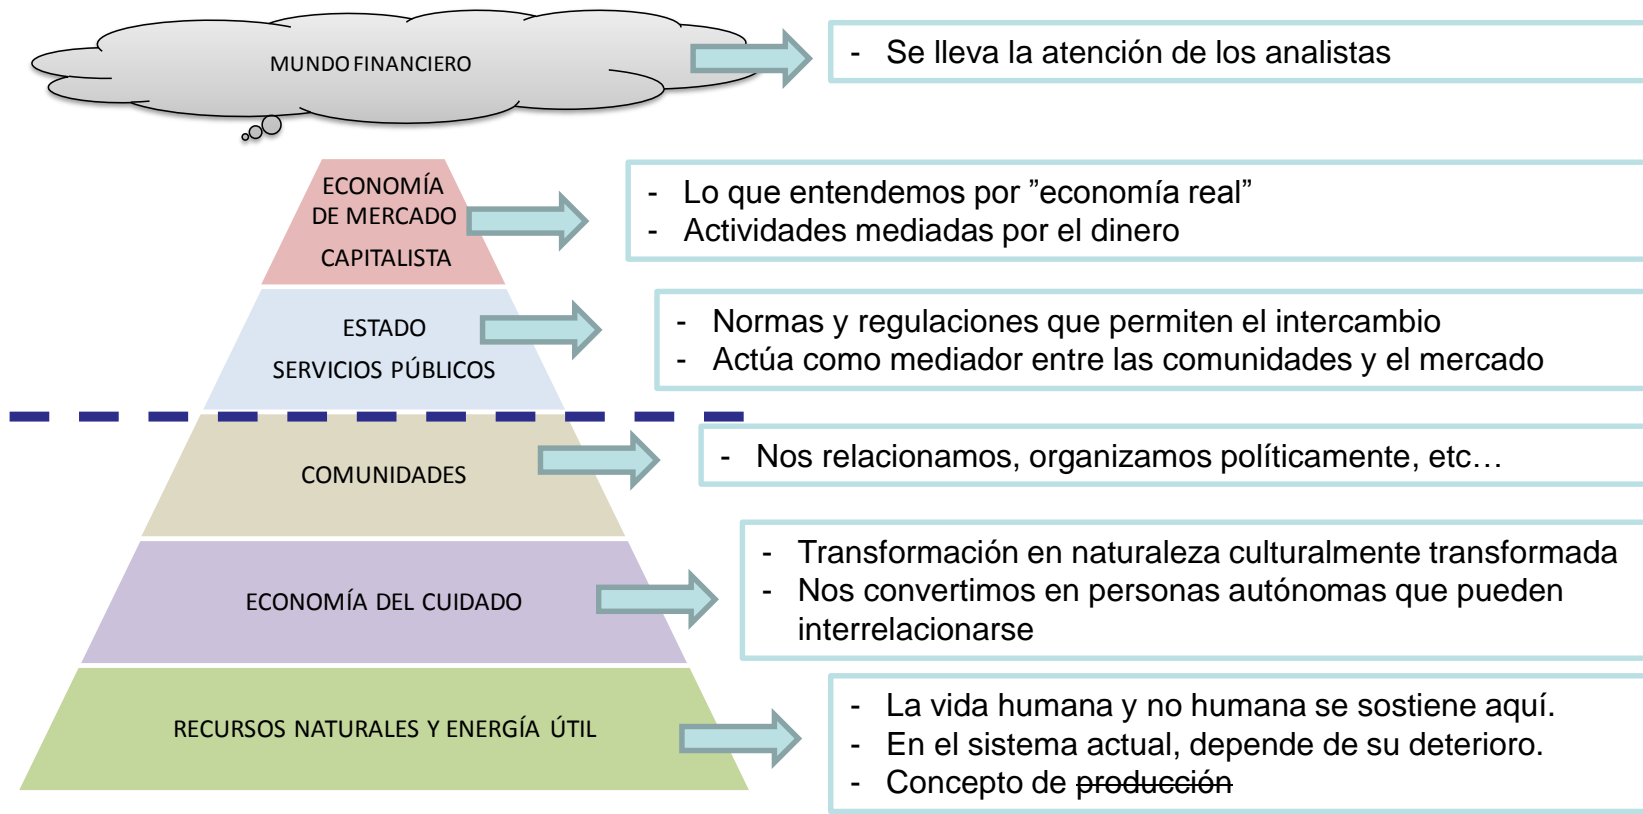 MUNDO FINANCIERO
- Se lleva la atención de los analistas
ECONOMÍA
DE MERCADO
CAPITALISTA
- Lo que entendemos por ”economía real”
- Actividades mediadas por el dinero
ESTADO
SERVICIOS PÚBLICOS
- Normas y regulaciones que permiten el intercambio
- Actúa como mediador entre las comunidades y el mercado
COMUNIDADES
- Nos relacionamos, organizamos políticamente, etc…
ECONOMÍA DEL CUIDADO
- Transformación en naturaleza culturalmente transformada
- Nos convertimos en personas autónomas que pueden
interrelacionarse
RECURSOS NATURALES Y ENERGÍA ÚTIL
- La vida humana y no humana se sostiene aquí.
- En el sistema actual, depende de su deterioro.
- Concepto de producción